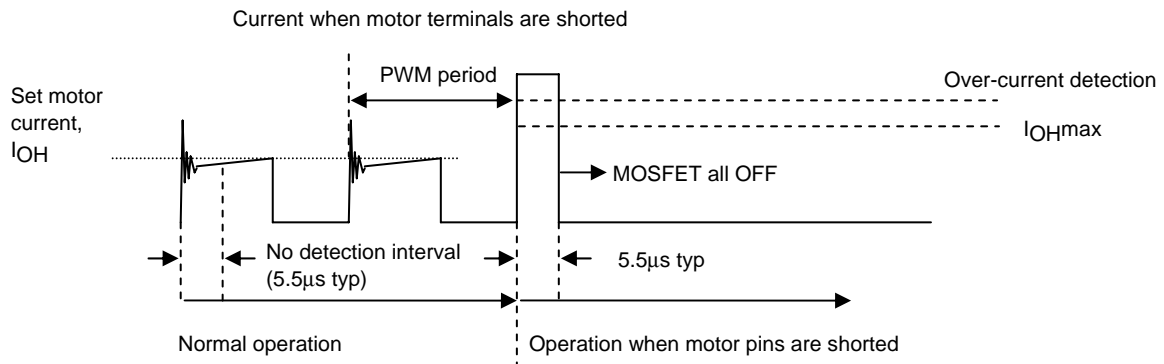 Current when motor terminals are shorted
PWM period
Over-current detection
Set motor
current,
IOH
IOHmax
MOSFET all OFF
No detection interval
(5.5μs typ)
5.5μs typ
Normal operation
Operation when motor pins are shorted